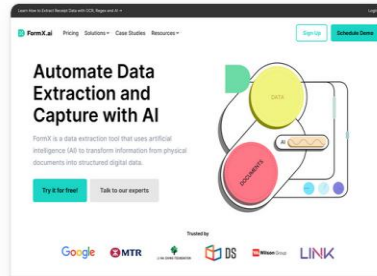 Learn How to Extract Receipt Data with OCR, Regex and AI
Login
FormX.ai
Pricing
Solutions
Case Studies
Resources
Sign Up
Schedule Demo
Automate Data
Extraction and
Capture with AI
FormX is a data extraction tool that uses artificial
intelligence (AI) to transform information from physical
documents into structured digital data.
Try it for free!
Talk to our experts
DATA
AI
DOCUMENTS
Trusted by
Google
MTR
DS
Wilson Group
LINK